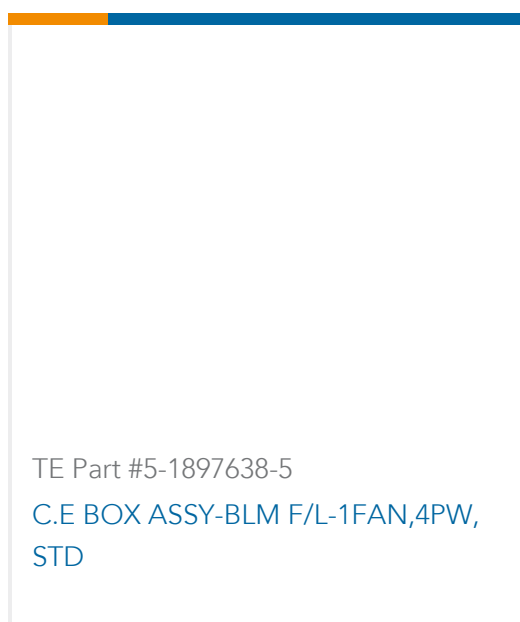 TE Part #5-1897638-5
C.E BOX ASSY-BLM F/L-1FAN,4PW,
STD